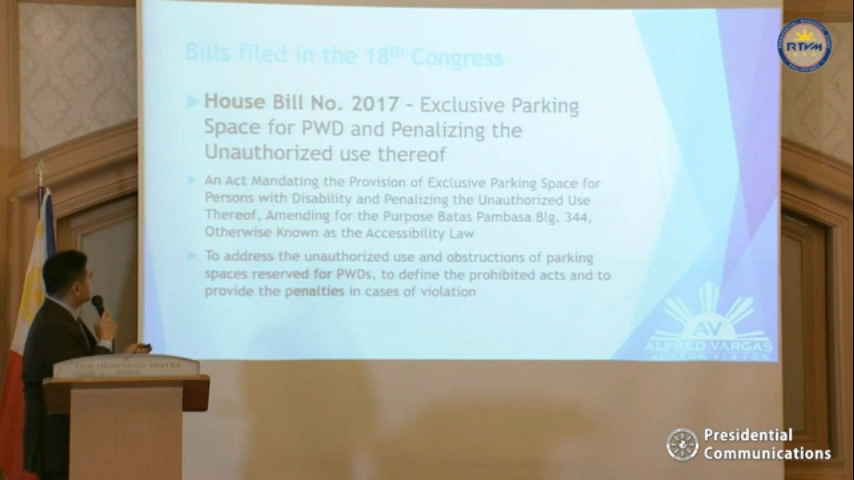 Bills filed in the 18th Congress
House Bill No. 2017 - Exclusive Parking
Space for PWD and Penalizing the
Unauthorized use thereof
An Act Mandating the Provision of Exclusive Parking Space for
Persons with Disability and Penalizing the Unauthorized Use
Thereof, Amending for the Purpose Batas Pambasa Blg. 344,
Otherwise Known as the Accessibility Law
To address the unauthorized use and obstructions of parking
spaces reserved for PWDs, to define the prohibited acts and to
provide the penalties in cases of violation
AV
ALFRED VARGAS
THE HERITAGE HOTEL
RTVM
Presidential
Communications